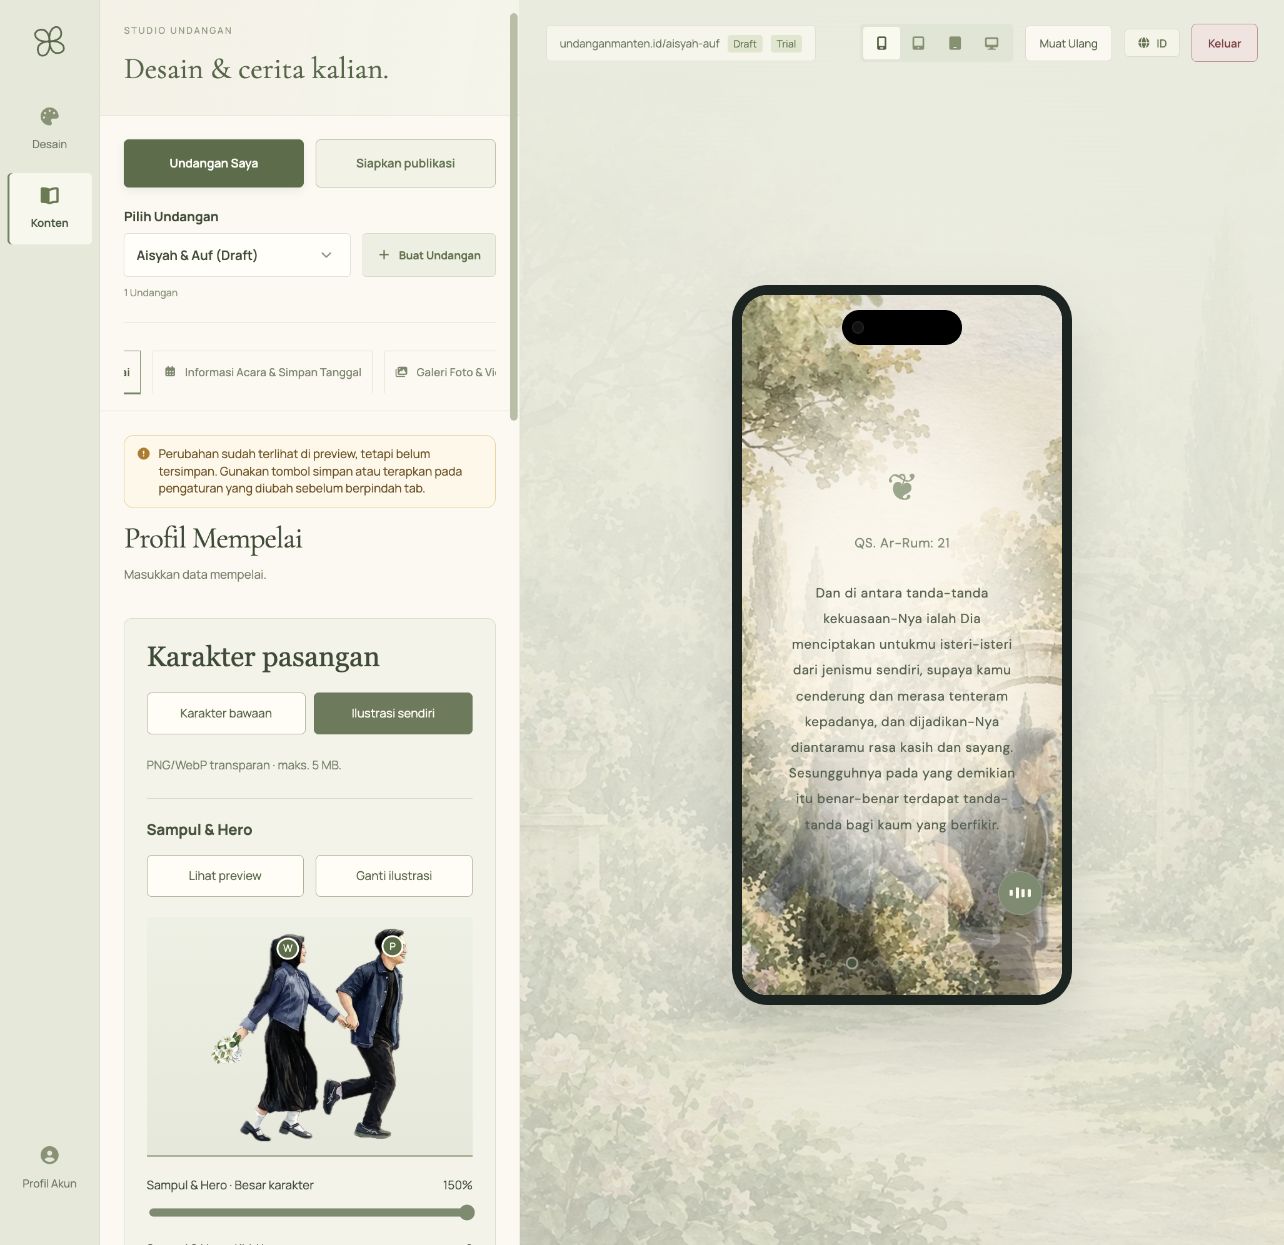 STUDIO UNDANGAN
Desain & cerita kalian.
Desain
Konten
Profil Akun
Undangan Saya
Siapkan publikasi
Pilih Undangan
Aisyah & Auf (Draft)
+ Buat Undangan
1 Undangan
ai
Informasi Acara & Simpan Tanggal
Galeri Foto & Vi
Perubahan sudah terlihat di preview, tetapi belum
tersimpan. Gunakan tombol simpan atau terapkan pada
pengaturan yang diubah sebelum berpindah tab.
Profil Mempelai
Masukkan data mempelai.
Karakter pasangan
Karakter bawaan
Ilustrasi sendiri
PNG/WebP transparan · maks. 5 MB.
Sampul & Hero
Lihat preview
Ganti ilustrasi
W
P
Sampul & Hero · Besar karakter
150%
undanganmanten.id/aisyah-auf
Draft
Trial
Muat Ulang
ID
Keluar
QS. Ar-Rum: 21
Dan di antara tanda-tanda
kekuasaan-Nya ialah Dia
menciptakan untukmu isteri-isteri
dari jenismu sendiri, supaya kamu
cenderung dan merasa tenteram
kepadanya, dan dijadikan-Nya
diantaramu rasa kasih dan sayang.
Sesungguhnya pada yang demikian
itu benar-benar terdapat tanda-
tanda bagi kaum yang berfikir.